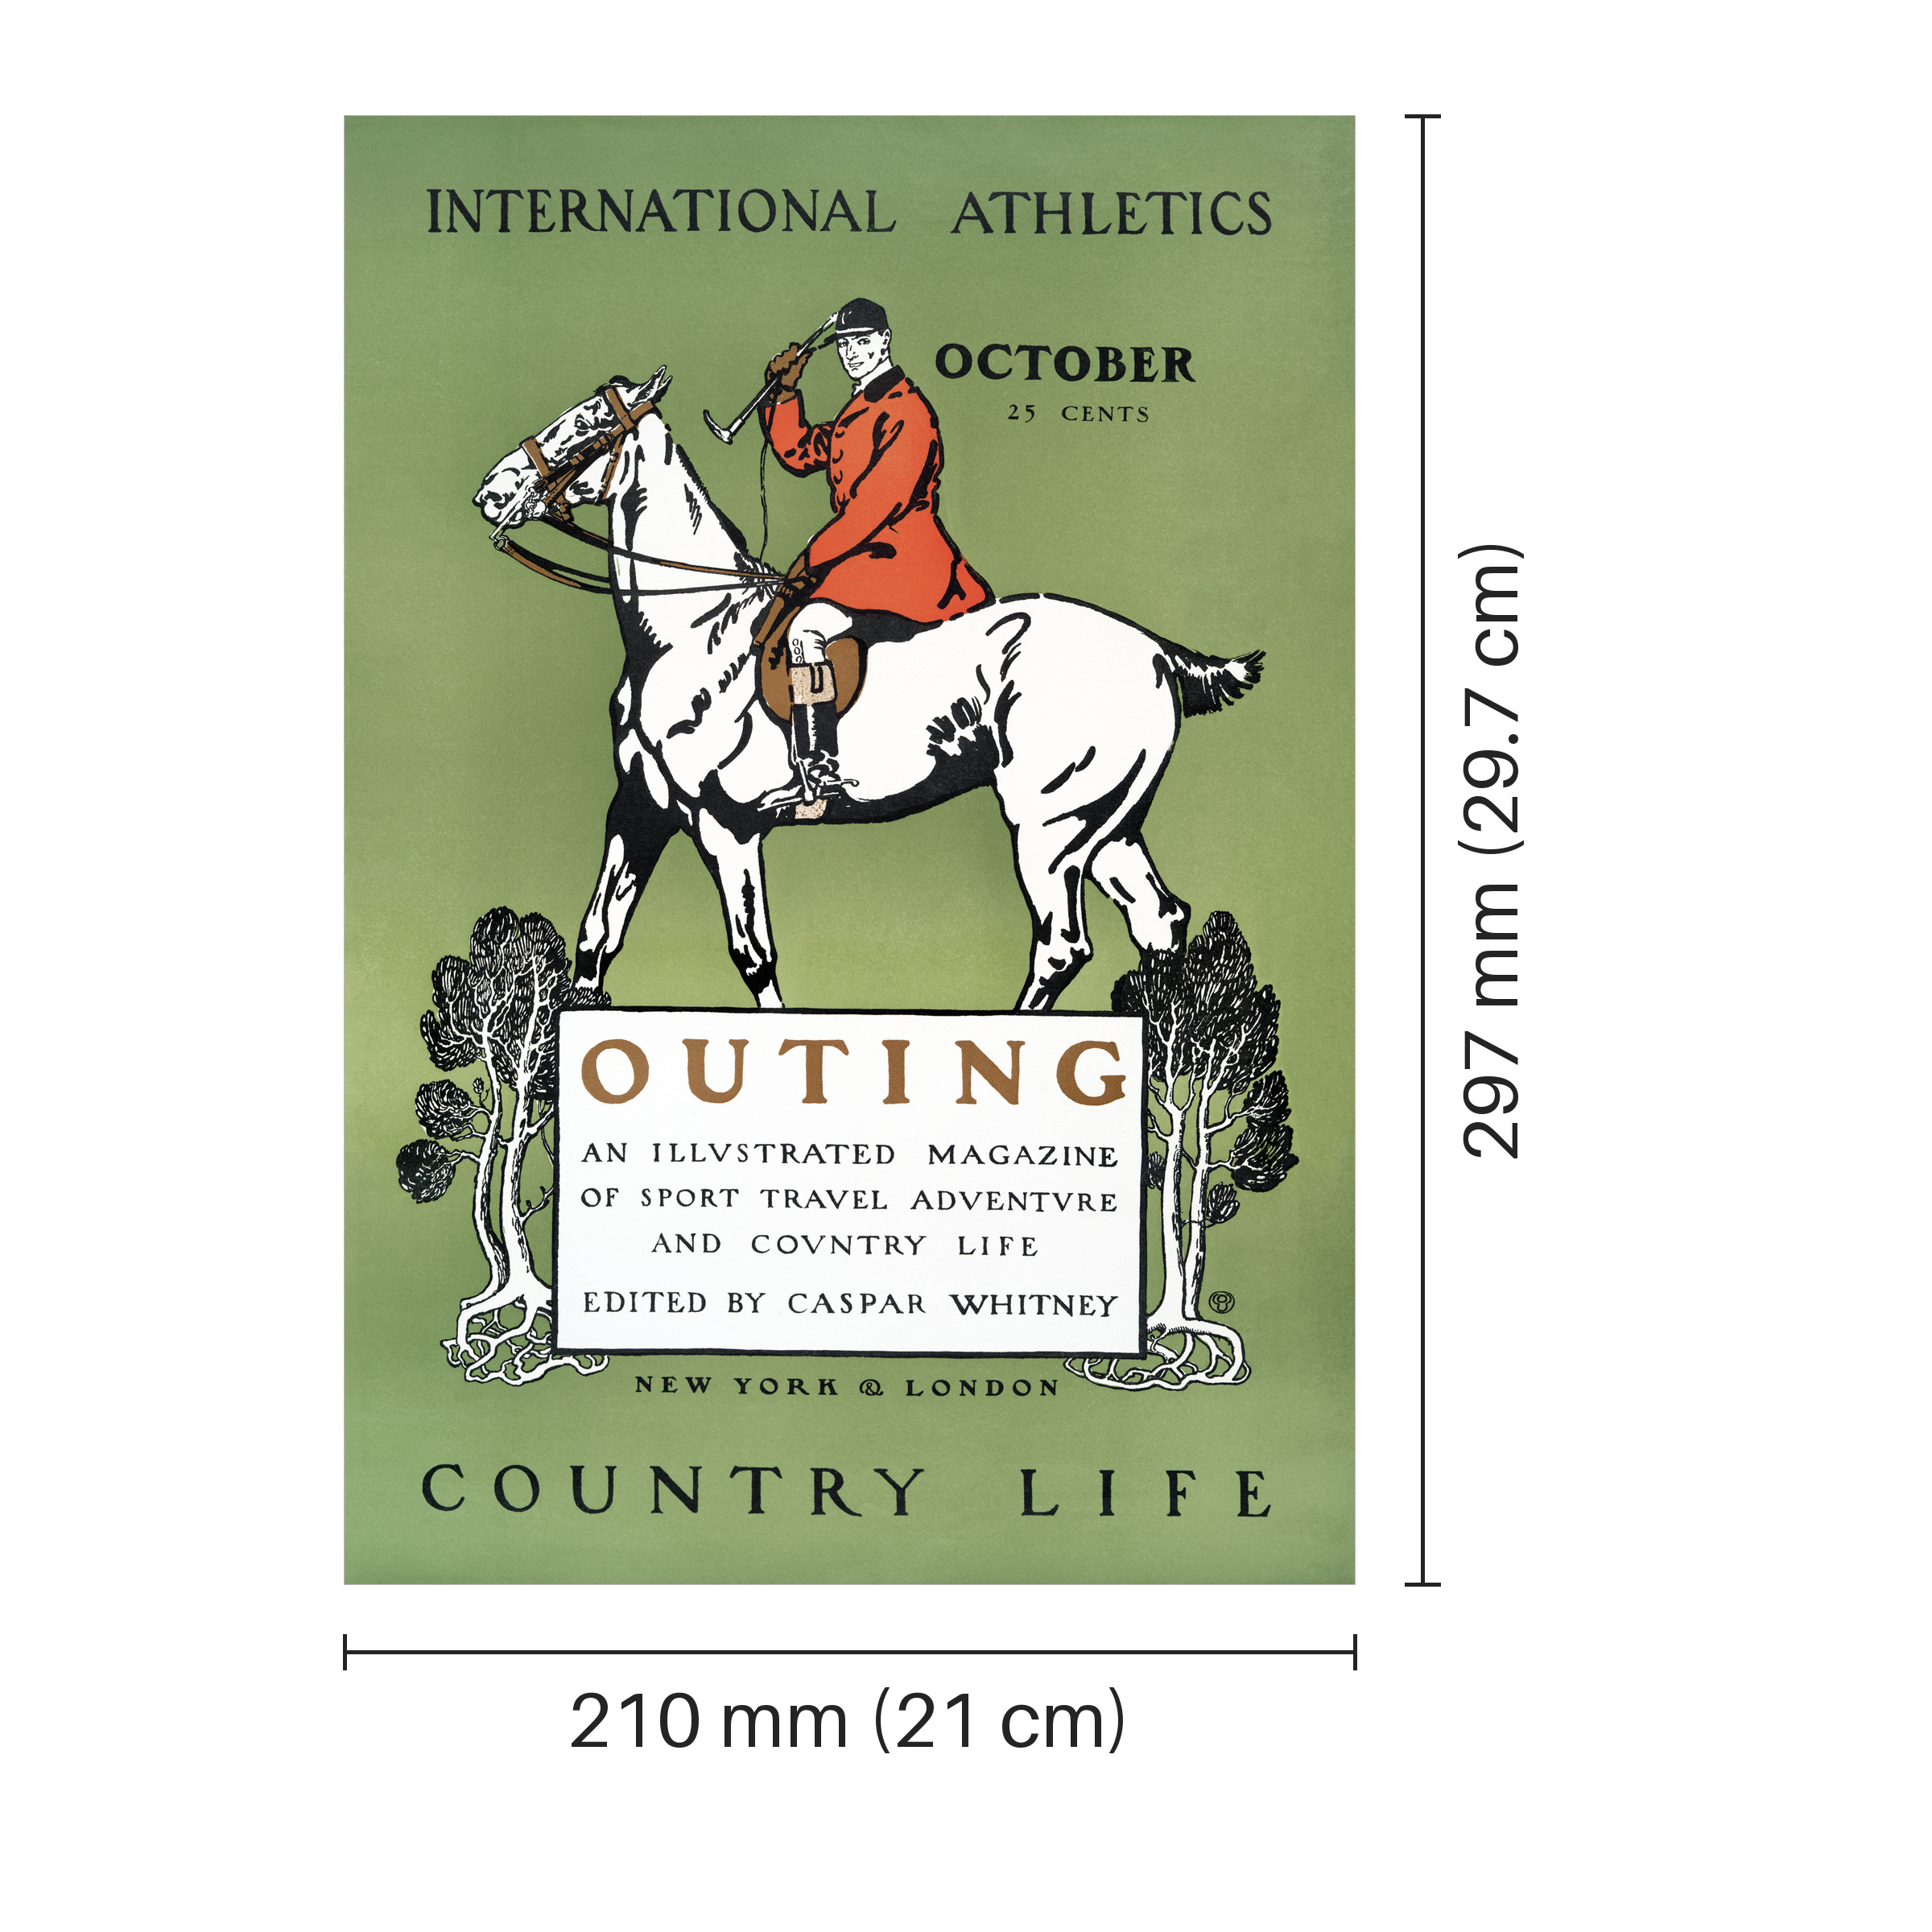 INTERNATIONAL ATHLETICS
OCTOBER
25 CENTS
OUTING
AN ILLVSTRATED MAGAZINE
OF SPORT TRAVEL ADVENTVRE
AND COVNTRY LIFE
EDITED BY CASPAR WHITNEY
NEW YORK & LONDON
COUNTRY LIFE
297 mm (29.7 cm)
210 mm (21 cm)